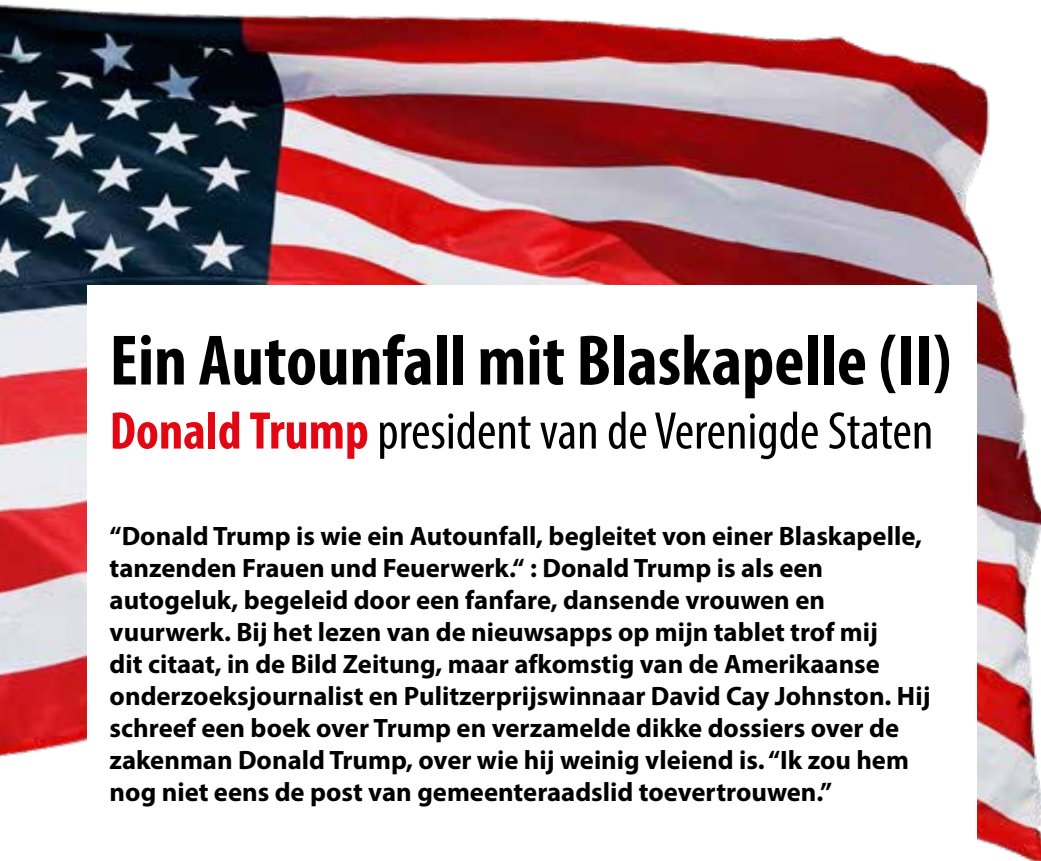 Ein Autounfall mit Blaskapelle (II)
Donald Trump president van de Verenigde Staten
“Donald Trump is wie ein Autounfall, begleitet von einer Blaskapelle,
tanzenden Frauen und Feuerwerk.“ : Donald Trump is als een
autogeluk, begeleid door een fanfare, dansende vrouwen en
vuurwerk. Bij het lezen van de nieuwsapps op mijn tablet trof mij
dit citaat, in de Bild Zeitung, maar afkomstig van de Amerikaanse
onderzoeksjournalist en Pulitzerprijswinnaar David Cay Johnston. Hij
schreef een boek over Trump en verzamelde dikke dossiers over de
zakenman Donald Trump, over wie hij weinig vleiend is. “Ik zou hem
nog niet eens de post van gemeenteraadslid toevertrouwen.”